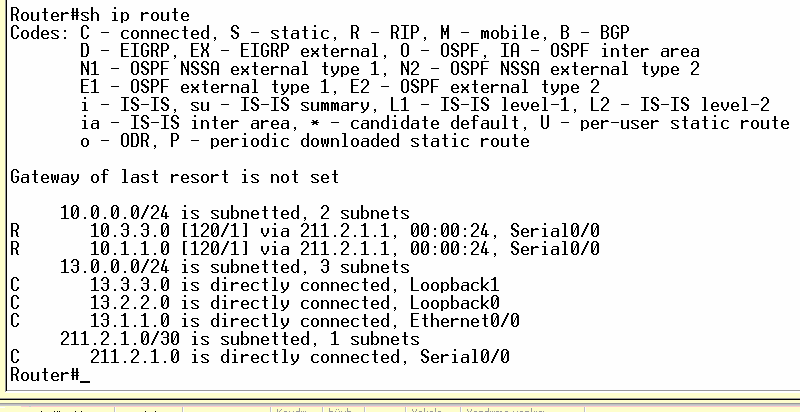 Router#sh ip route
Codes: C - connected, S - static, R - RIP, M - mobile, B - BGP
D - EIGRP, EX - EIGRP external, O - OSPF, IA - OSPF inter area
N1 - OSPF NSSA external type 1, N2 - OSPF NSSA external type 2
E1 - OSPF external type 1, E2 - OSPF external type 2
i - IS-IS, su - IS-IS summary, L1 - IS-IS level-1, L2 - IS-IS level-2
ia - IS-IS inter area, * - candidate default, U - per-user static route
o - ODR, P - periodic downloaded static route
Gateway of last resort is not set
10.0.0.0/24 is subnetted, 2 subnets
R 10.3.3.0 [120/1] via 211.2.1.1, 00:00:24, Serial0/0
R 10.1.1.0 [120/1] via 211.2.1.1, 00:00:24, Serial0/0
13.0.0.0/24 is subnetted, 3 subnets
C 13.3.3.0 is directly connected, Loopback1
C 13.2.2.0 is directly connected, Loopback0
C 13.1.1.0 is directly connected, Ethernet0/0
211.2.1.0/30 is subnetted, 1 subnets
C 211.2.1.0 is directly connected, Serial0/0
Router#_